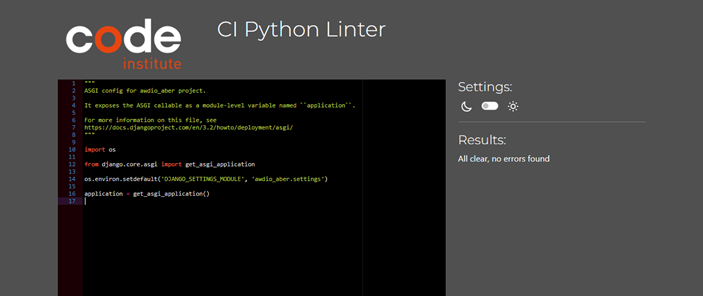 code
institute
CI Python Linter
1 """
2 ASGI config for awdio_aber project.
3
4 It exposes the ASGI callable as a module-level variable named ``application``.
5
6 For more information on this file, see
7 https://docs.djangoproject.com/en/3.2/howto/deployment/asgi/
8 """
9
10 import os
11
12 from django.core.asgi import get_asgi_application
13
14 os.environ.setdefault('DJANGO_SETTINGS_MODULE', 'awdio_aber.settings')
15
16 application = get_asgi_application()
17
Settings:
Results:
All clear, no errors found